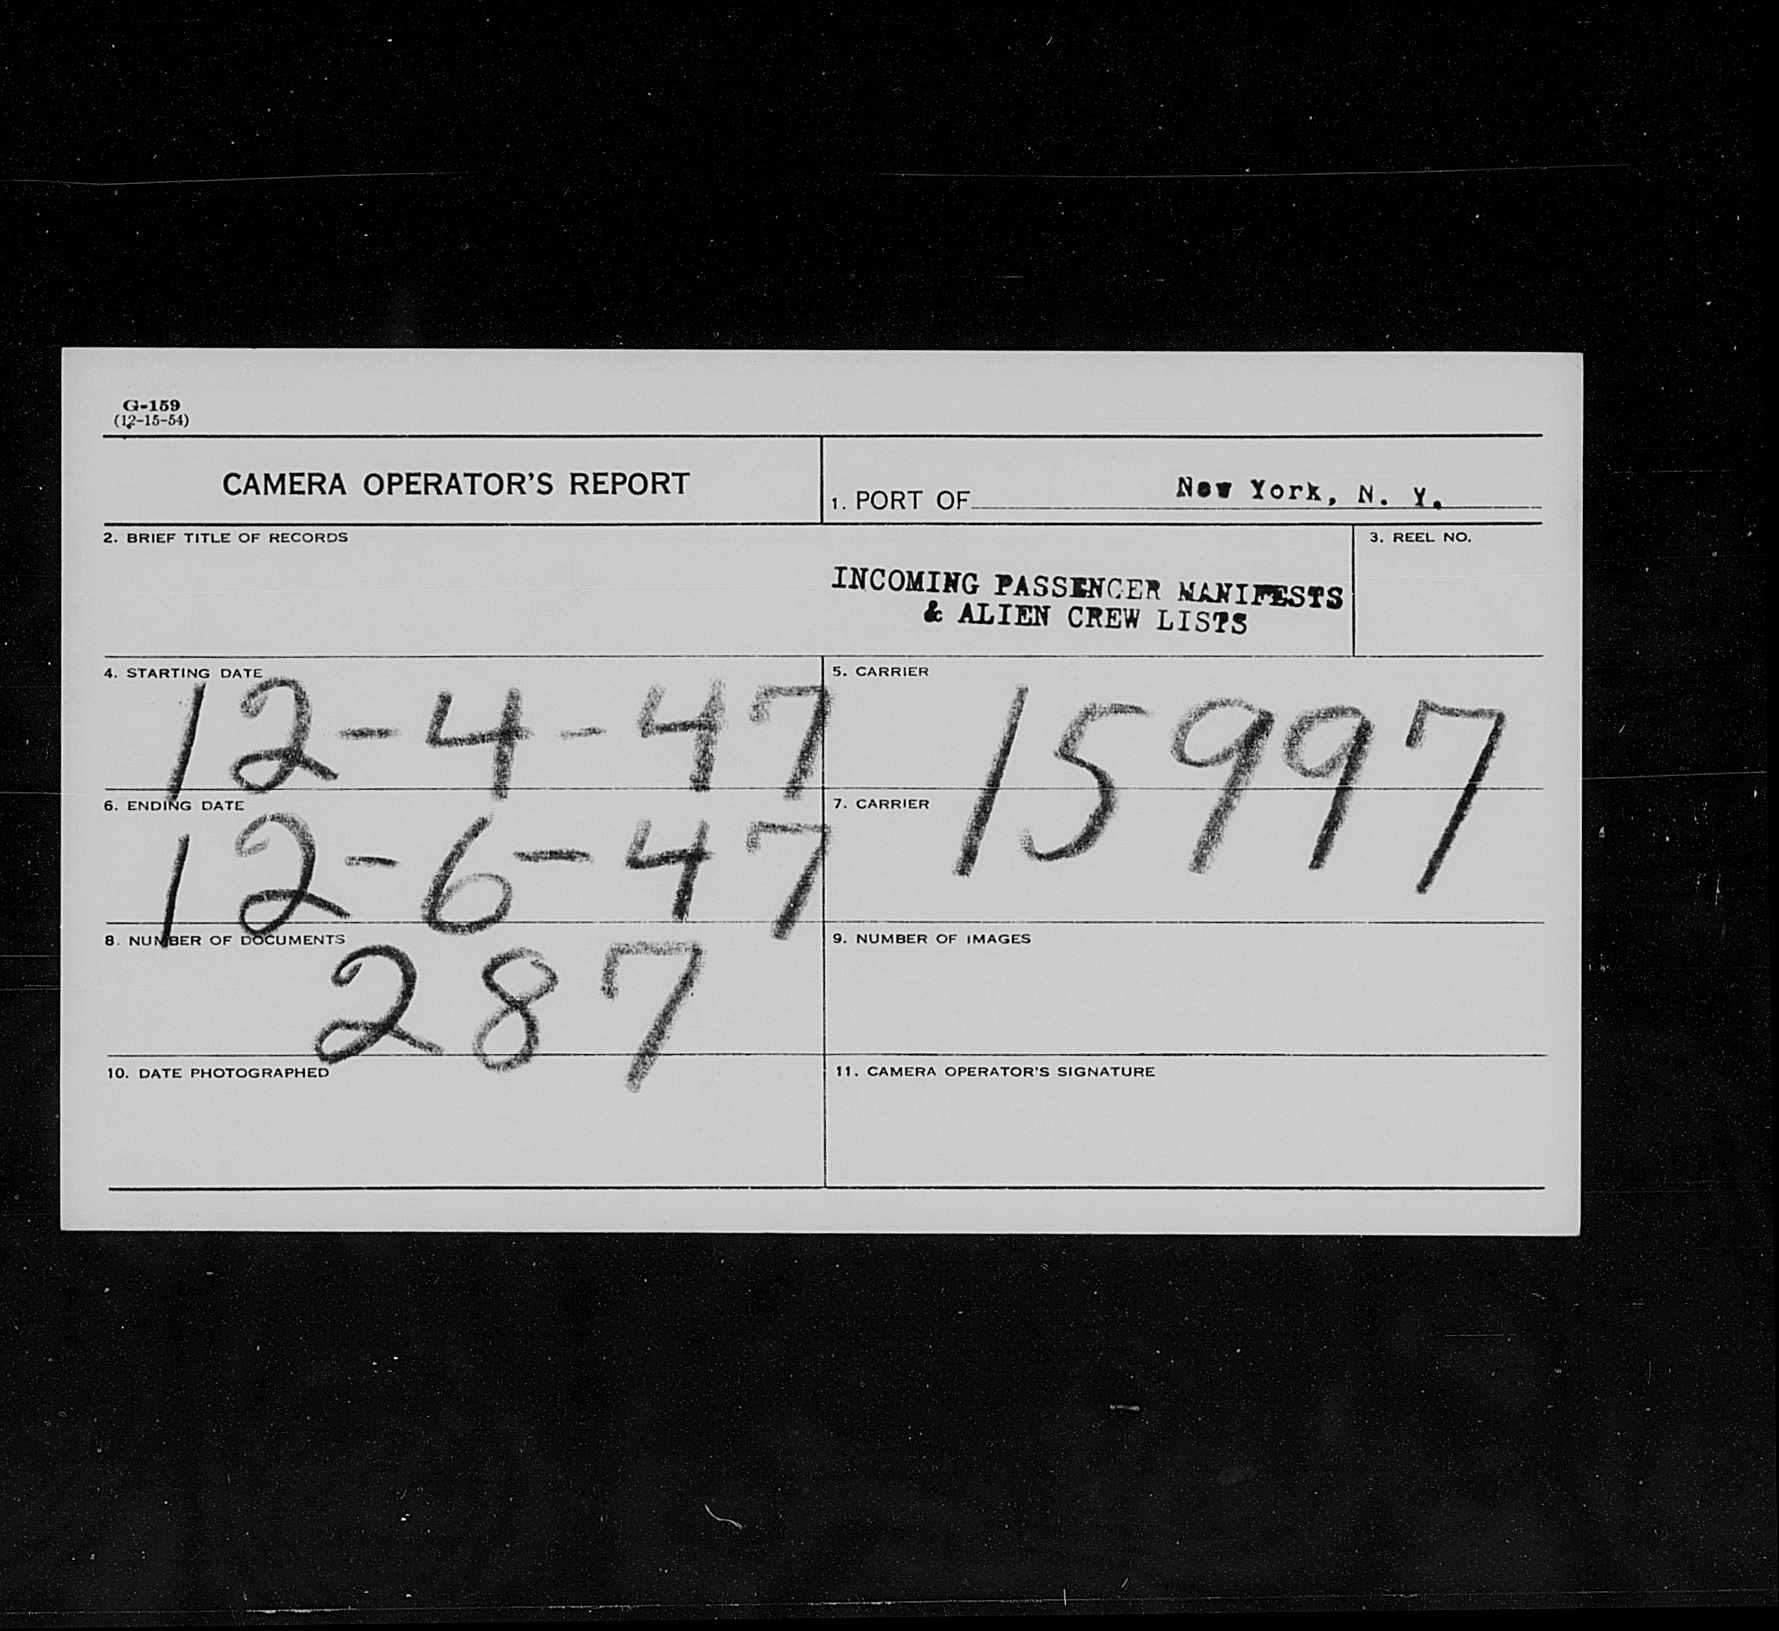 G-159
(12-15-54)
CAMERA OPERATOR'S REPORT
1. PORT OF New York, N. Y.
2. BRIEF TITLE OF RECORDS
INCOMING PASSENGER MANIFESTS
& ALIEN CREW LISTS
3. REEL NO.
4. STARTING DATE
12-4-47
5. CARRIER
15997
6. ENDING DATE
12-6-47
7. CARRIER
8. NUMBER OF DOCUMENTS
287
9. NUMBER OF IMAGES
10. DATE PHOTOGRAPHED
11. CAMERA OPERATOR'S SIGNATURE